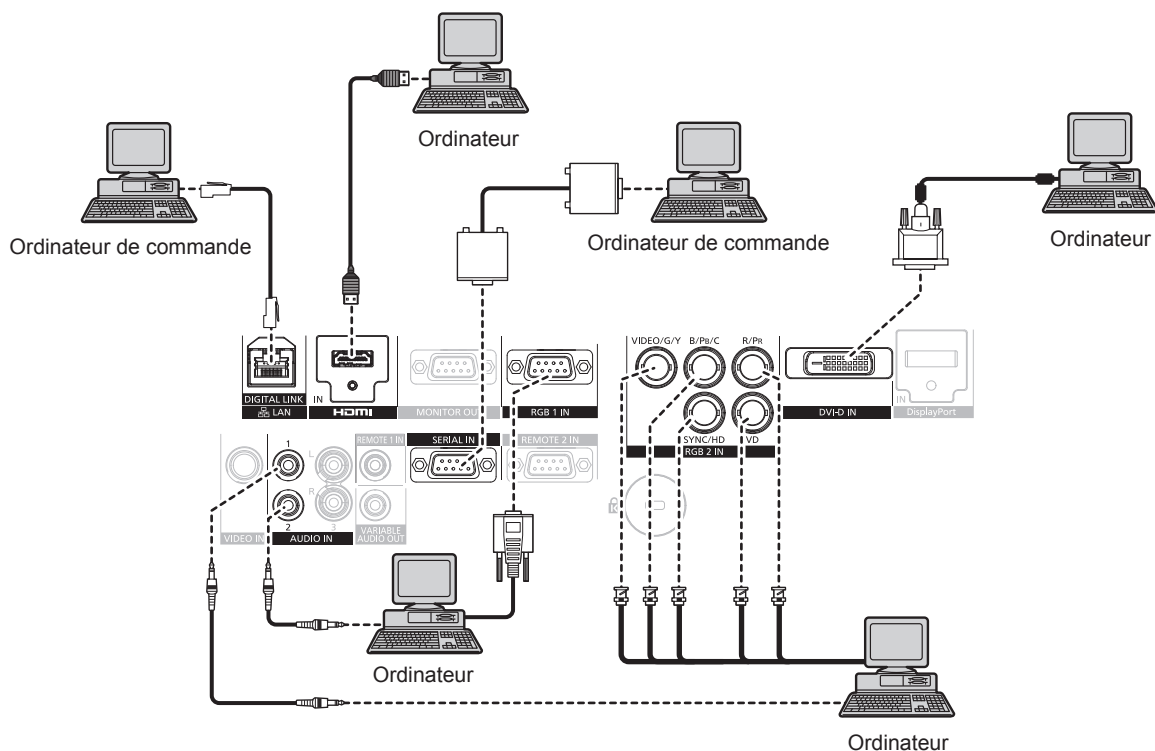 Ordinateur
Ordinateur de commande
Ordinateur de commande
Ordinateur
VIDEO/G/Y B/PB/C R/PR
DIGITAL LINK
LAN
IN
HDMI
MONITOR OUT
RGB 1 IN
SYNC/HD
VD
RGB 2 IN
DVI-D IN
IN
DisplayPort
1
L
REMOTE 1 IN
SERIAL IN
REMOTE 2 IN
R
2
3
VIDEO IN
AUDIO IN
VARIABLE
AUDIO OUT
K
Ordinateur
Ordinateur